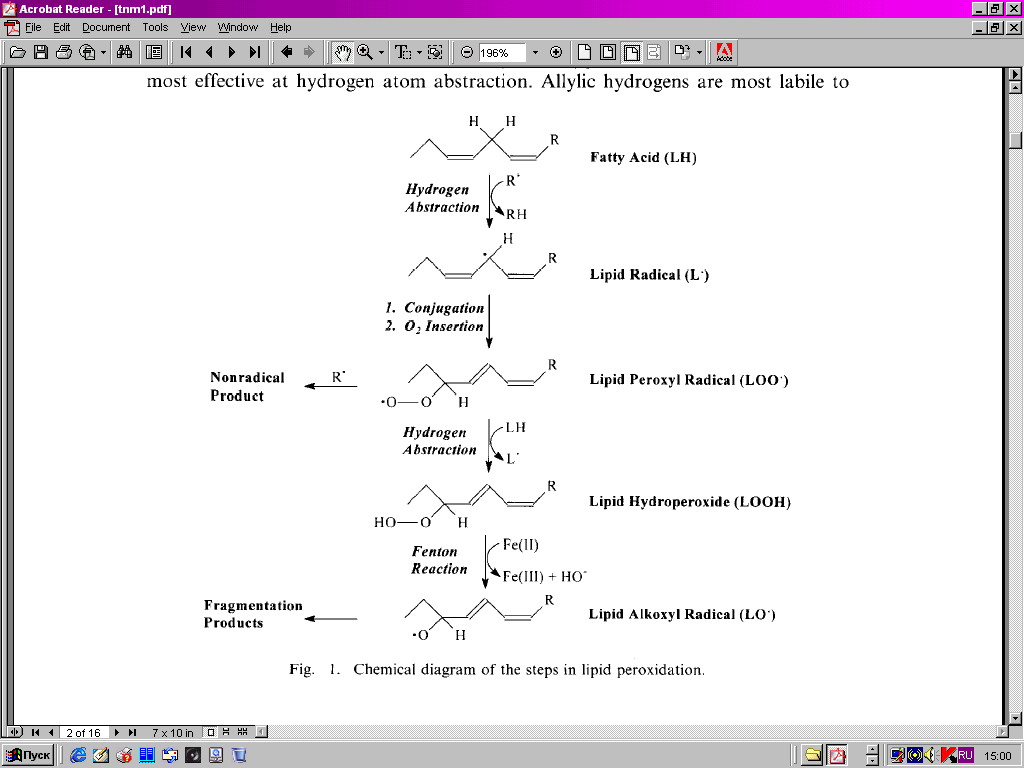 Acrobat Reader - [tnm1.pdf]
File Edit Document Tools View Window Help
196%
Adobe
most effective at hydrogen atom abstraction. Allylic hydrogens are most labile to
H H
R
Fatty Acid (LH)
Hydrogen
Abstraction
R·
RH
H
R
Lipid Radical (L·)
1. Conjugation
2. O₂ Insertion
R
Nonradical
Product
R·
·O—O H
Lipid Peroxyl Radical (LOO·)
Hydrogen
Abstraction
LH
L·
R
HO—O H
Lipid Hydroperoxide (LOOH)
Fenton
Reaction
Fe(II)
Fe(III) + HO⁻
R
Fragmentation
Products
·O H
Lipid Alkoxyl Radical (LO·)
Fig. 1. Chemical diagram of the steps in lipid peroxidation.
2 of 16 7 x 10 in
Пуск RU 15:00